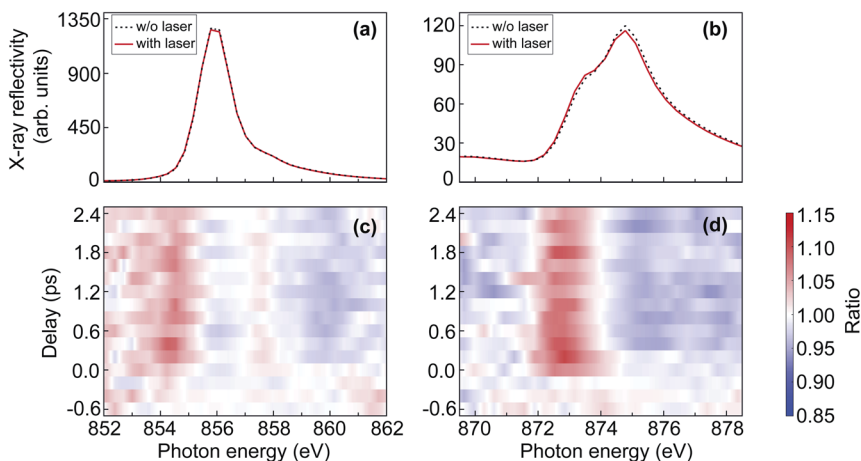 X-ray reflectivity
(arb. units)
1350
900
450
0
w/o laser
with laser
(a)
120
90
60
30
0
w/o laser
with laser
(b)
Delay (ps)
2.4
1.8
1.2
0.6
0.0
-0.6
(c)
852 854 856 858 860 862
Photon energy (eV)
2.4
1.8
1.2
0.6
0.0
-0.6
(d)
870 872 874 876 878
Photon energy (eV)
1.15
1.10
1.05
1.00
0.95
0.90
0.85
Ratio